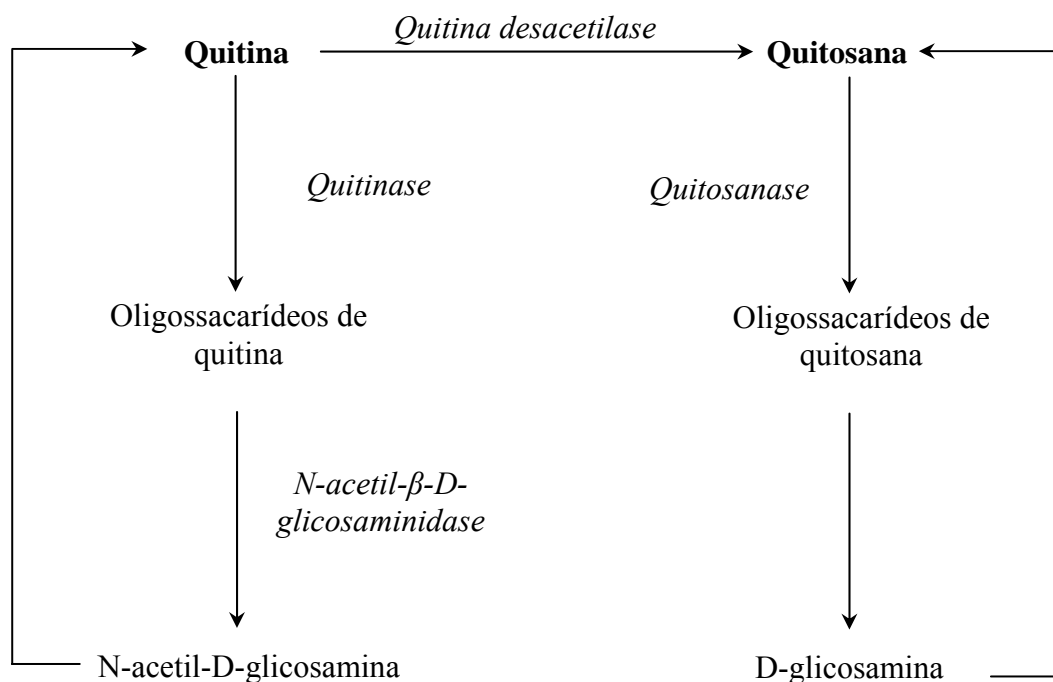 Quitina desacetilase
Quitina
Quitosana
Quitinase
Quitosanase
Oligossacarídeos de
quitina
Oligossacarídeos de
quitosana
N-acetil-β-D-
glicosaminidase
N-acetil-D-glicosamina
D-glicosamina